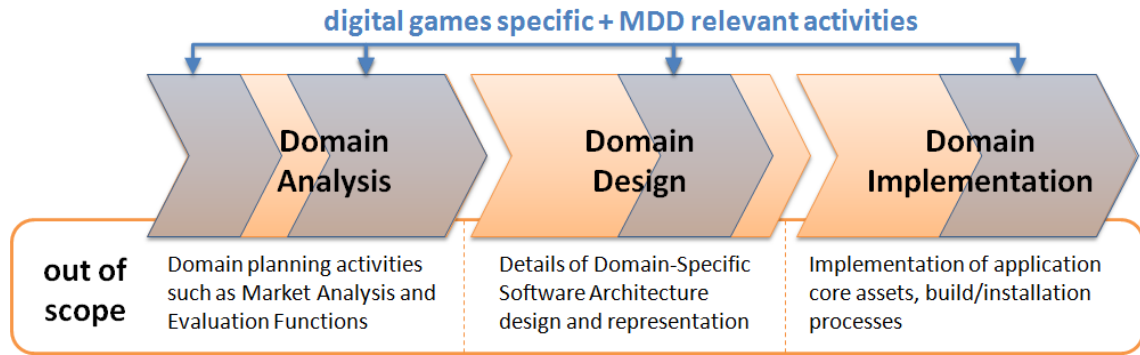 digital games specific + MDD relevant activities
Domain
Analysis
Domain
Design
Domain
Implementation
out of
scope
Domain planning activities
such as Market Analysis and
Evaluation Functions
Details of Domain-Specific
Software Architecture
design and representation
Implementation of application
core assets, build/installation
processes